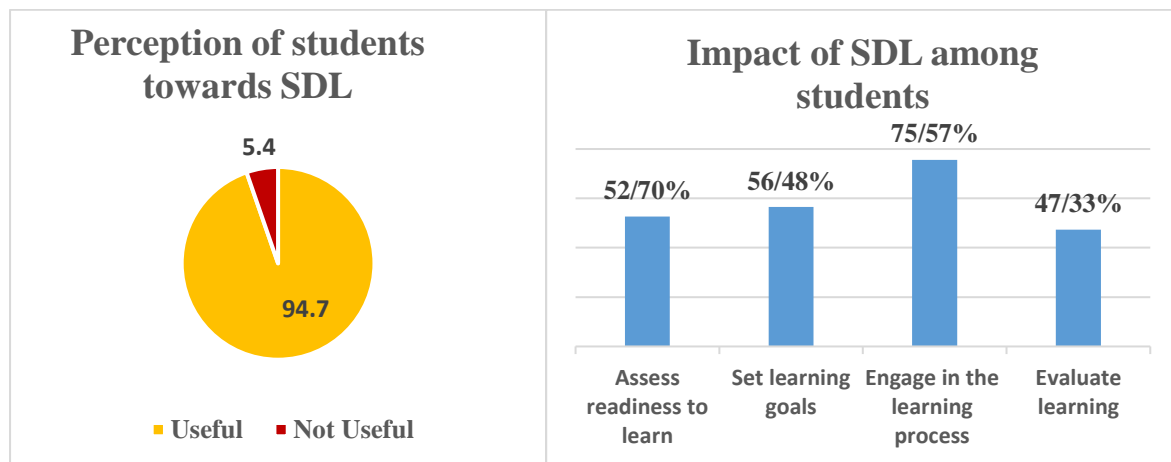 Perception of students
towards SDL
5.4
94.7
Useful Not Useful
Impact of SDL among
students
75/57%
52/70%
56/48%
47/33%
Assess
readiness to
learn
Set learning
goals
Engage in the
learning
process
Evaluate
learning